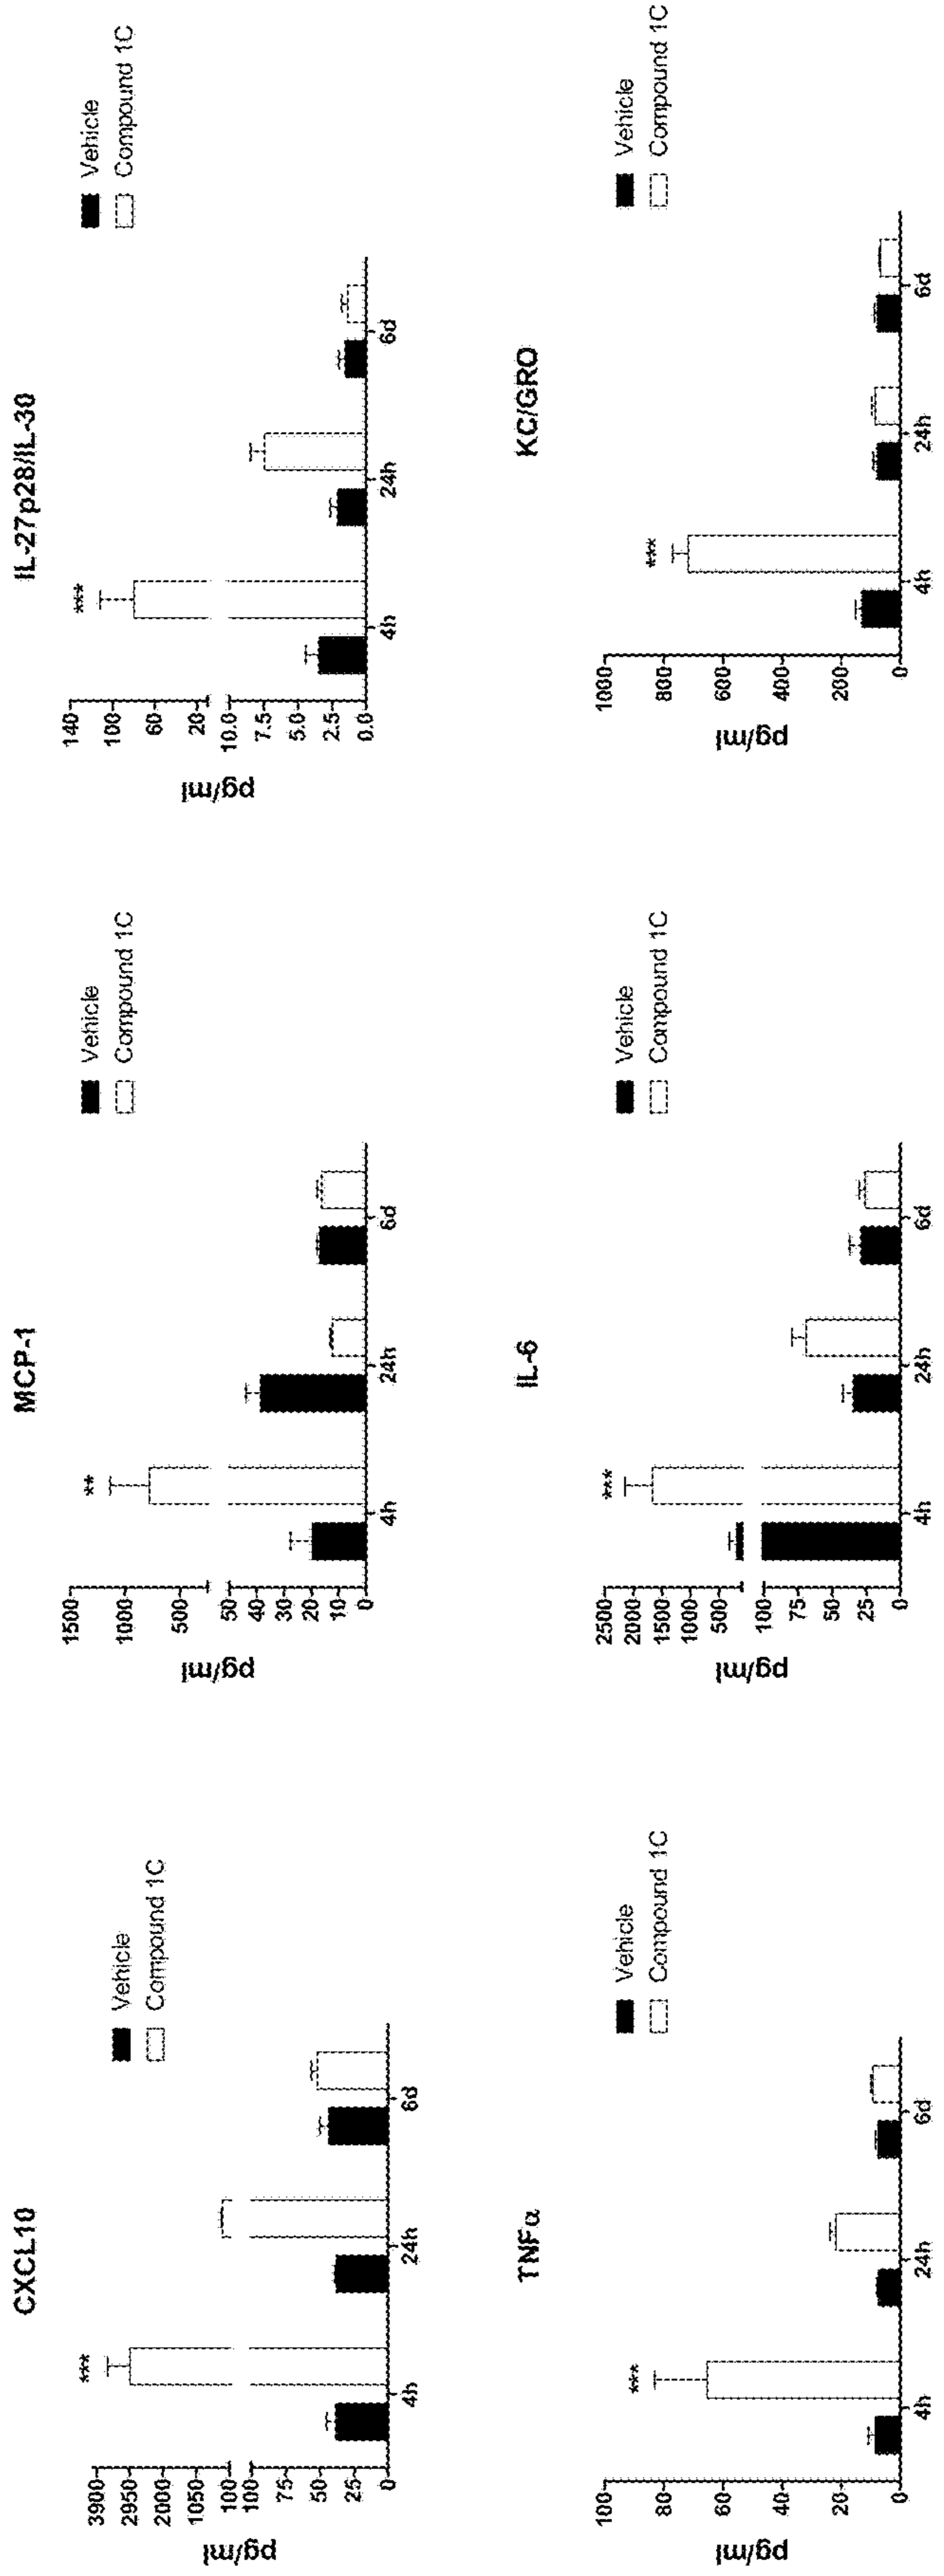 CXCL10
Vehicle
Compound 1C
pg/ml
3900
2950
2000
1050
100
100
75
50
25
0
***
4h
24h
6d
MCP-1
Vehicle
Compound 1C
pg/ml
1500
1000
500
50
40
30
20
10
0
**
4h
24h
6d
IL-27p28/IL-30
Vehicle
Compound 1C
pg/ml
140
100
60
20
10.0
7.5
5.0
2.5
0.0
***
4h
24h
6d
TNFα
Vehicle
Compound 1C
pg/ml
100
80
60
40
20
0
***
4h
24h
6d
IL-6
Vehicle
Compound 1C
pg/ml
2500
2000
1500
1000
500
100
75
50
25
0
***
4h
24h
6d
KC/GRO
Vehicle
Compound 1C
pg/ml
1000
800
600
400
200
0
***
4h
24h
6d